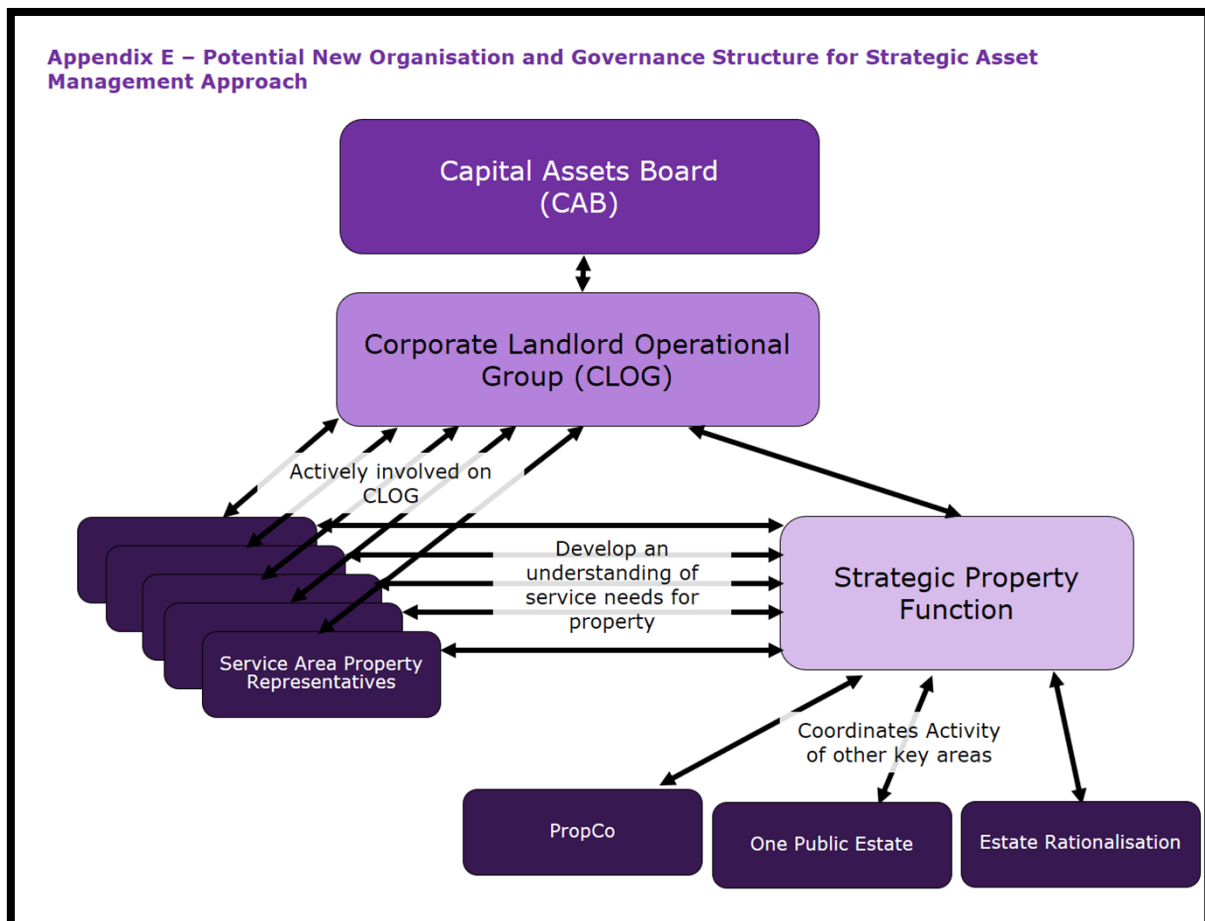 Appendix E – Potential New Organisation and Governance Structure for Strategic Asset
Management Approach
Capital Assets Board
(CAB)
Corporate Landlord Operational
Group (CLOG)
Actively involved on
CLOG
Develop an
understanding of
service needs for
property
Strategic Property
Function
Service Area Property
Representatives
Coordinates Activity
of other key areas
PropCo
One Public Estate
Estate Rationalisation